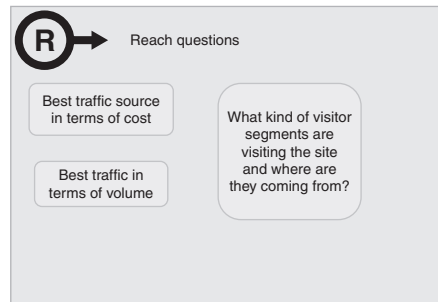 R
Reach questions
Best traffic source
in terms of cost
Best traffic in
terms of volume
What kind of visitor
segments are
visiting the site
and where are
they coming from?